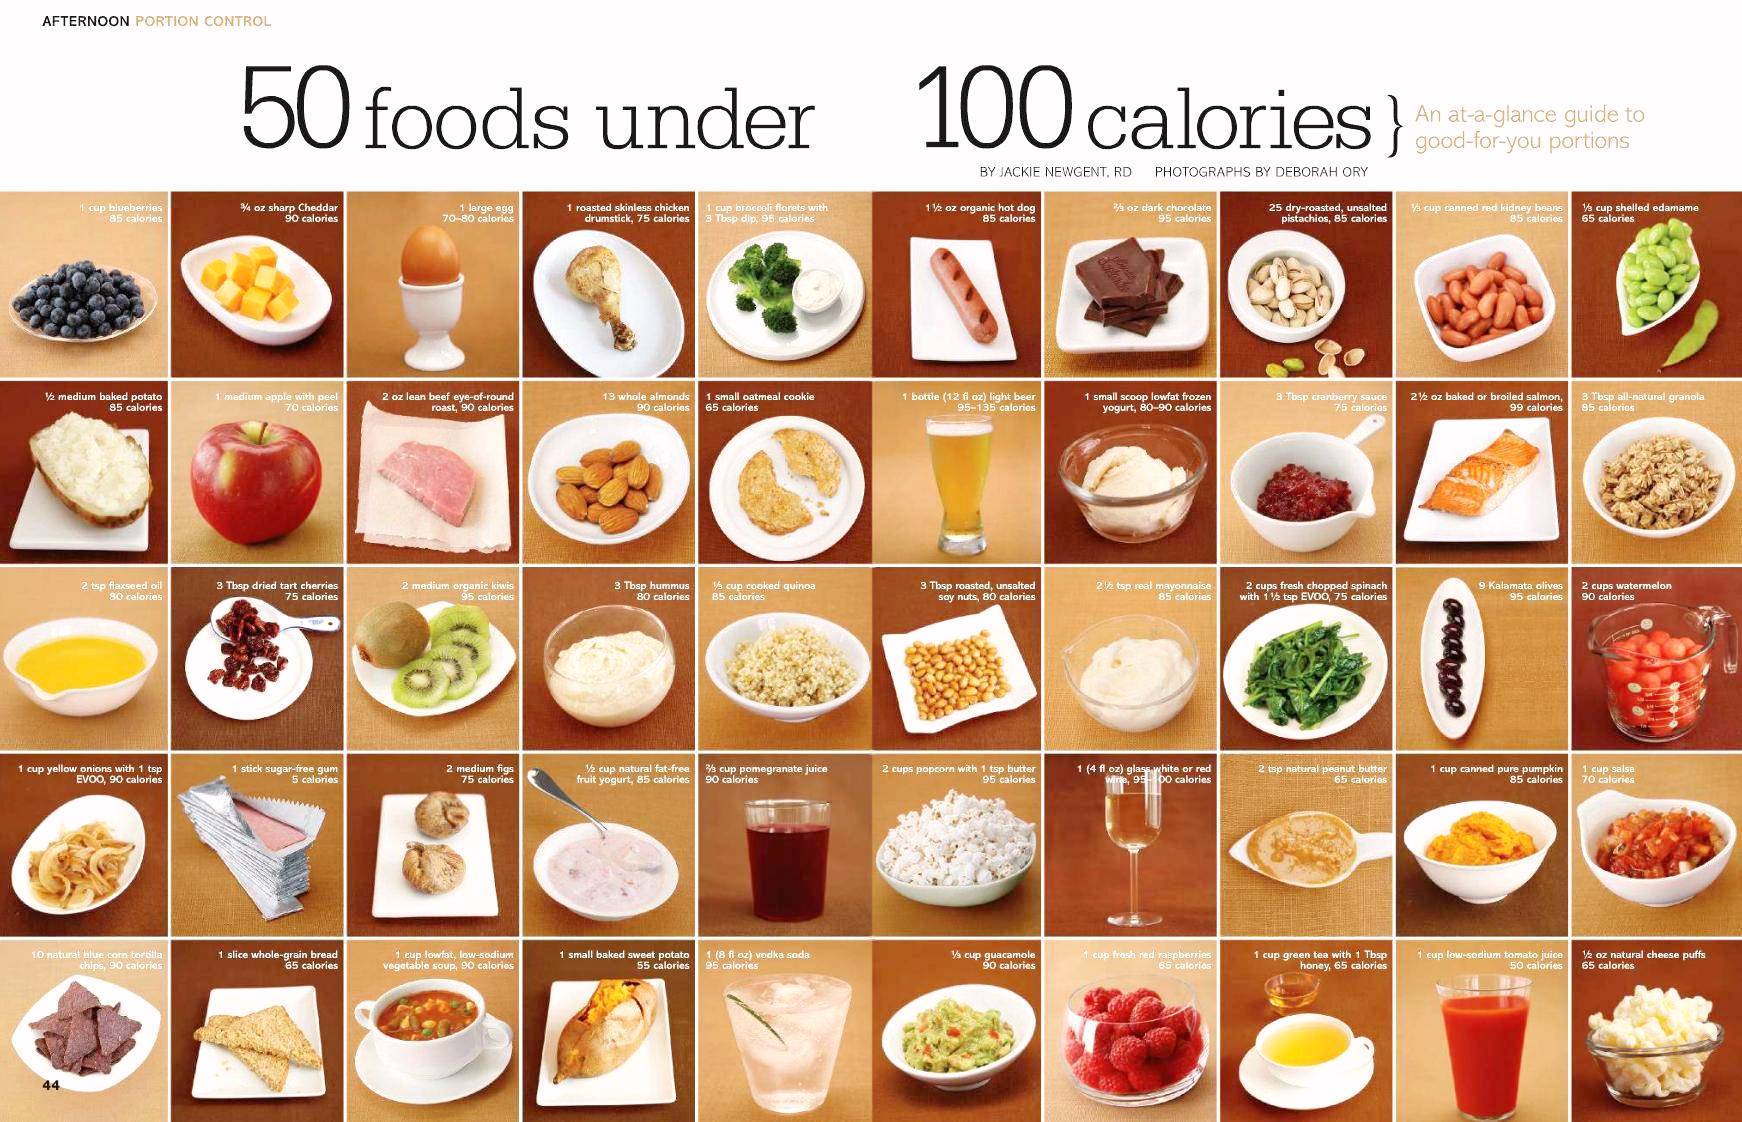 AFTERNOON PORTION CONTROL
50 foods under 100 calories }
An at-a-glance guide to
good-for-you portions
BY JACKIE NEWGENT, RD PHOTOGRAPHS BY DEBORAH ORY
1 cup blueberries
85 calories
¾ oz sharp Cheddar
90 calories
1 large egg
70–80 calories
1 roasted skinless chicken
drumstick, 75 calories
1 cup broccoli florets with
3 Tbsp dip, 95 calories
1½ oz organic hot dog
85 calories
⅔ oz dark chocolate
95 calories
25 dry-roasted, unsalted
pistachios, 85 calories
⅓ cup canned red kidney beans
85 calories
⅓ cup shelled edamame
65 calories
½ medium baked potato
85 calories
1 medium apple with peel
70 calories
2 oz lean beef eye-of-round
roast, 90 calories
13 whole almonds
90 calories
1 small oatmeal cookie
65 calories
1 bottle (12 fl oz) light beer
95–135 calories
1 small scoop lowfat frozen
yogurt, 80–90 calories
3 Tbsp cranberry sauce
75 calories
2½ oz baked or broiled salmon,
99 calories
3 Tbsp all-natural granola
85 calories
2 tsp flaxseed oil
80 calories
3 Tbsp dried tart cherries
75 calories
2 medium organic kiwis
95 calories
3 Tbsp hummus
80 calories
⅓ cup cooked quinoa
85 calories
3 Tbsp roasted, unsalted
soy nuts, 80 calories
2½ tsp real mayonnaise
85 calories
2 cups fresh chopped spinach
with 1½ tsp EVOO, 75 calories
9 Kalamata olives
95 calories
2 cups watermelon
90 calories
1 cup yellow onions with 1 tsp
EVOO, 90 calories
1 stick sugar-free gum
5 calories
2 medium figs
75 calories
½ cup natural fat-free
fruit yogurt, 85 calories
⅔ cup pomegranate juice
90 calories
2 cups popcorn with 1 tsp butter
95 calories
1 (4 fl oz) glass white or red
wine, 95–100 calories
2 tsp natural peanut butter
65 calories
1 cup canned pure pumpkin
85 calories
1 cup salsa
70 calories
10 natural blue corn tortilla
chips, 90 calories
1 slice whole-grain bread
65 calories
1 cup lowfat, low-sodium
vegetable soup, 90 calories
1 small baked sweet potato
55 calories
1 (8 fl oz) vodka soda
95 calories
⅓ cup guacamole
90 calories
1 cup fresh red raspberries
65 calories
1 cup green tea with 1 Tbsp
honey, 65 calories
1 cup low-sodium tomato juice
50 calories
½ oz natural cheese puffs
65 calories
44